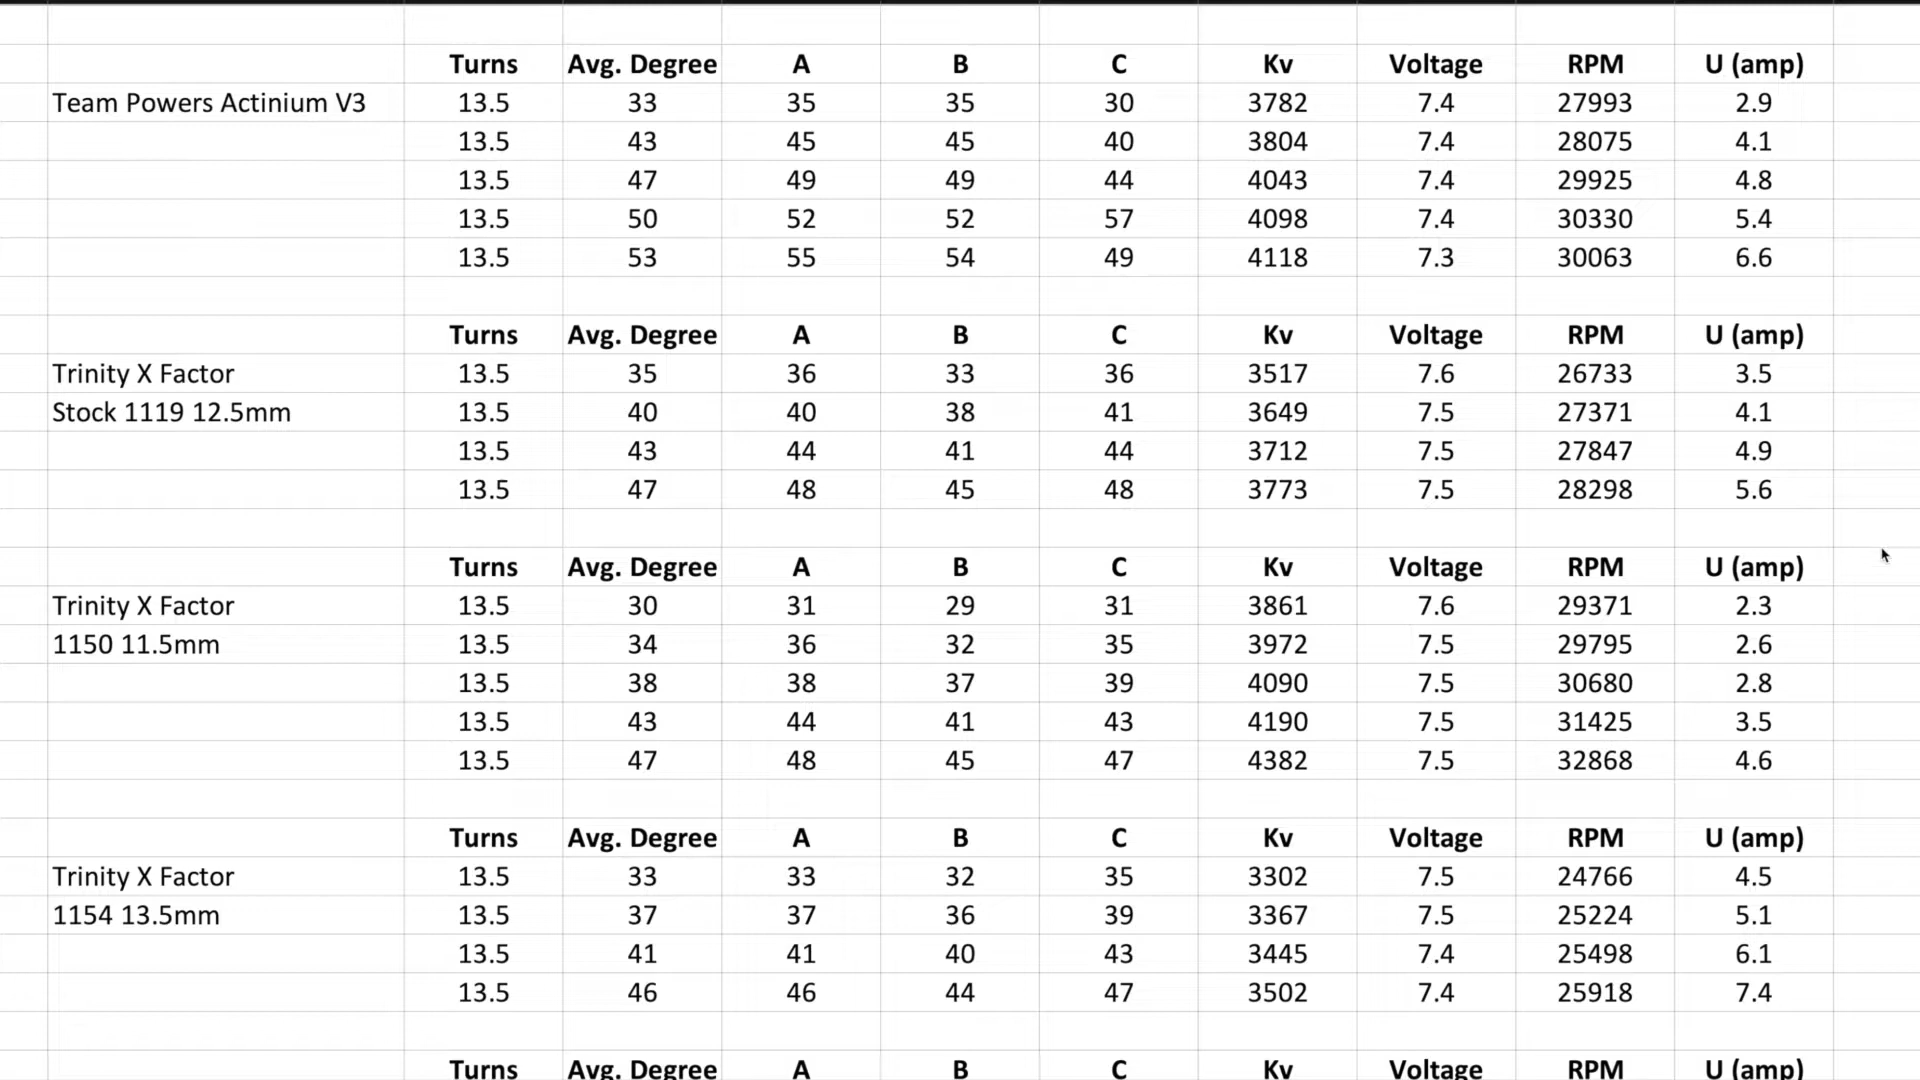 Turns Avg. Degree A B C Kv Voltage RPM U (amp)
Team Powers Actinium V3 13.5 33 35 35 30 3782 7.4 27993 2.9
13.5 43 45 45 40 3804 7.4 28075 4.1
13.5 47 49 49 44 4043 7.4 29925 4.8
13.5 50 52 52 57 4098 7.4 30330 5.4
13.5 53 55 54 49 4118 7.3 30063 6.6
Turns Avg. Degree A B C Kv Voltage RPM U (amp)
Trinity X Factor 13.5 35 36 33 36 3517 7.6 26733 3.5
Stock 1119 12.5mm 13.5 40 40 38 41 3649 7.5 27371 4.1
13.5 43 44 41 44 3712 7.5 27847 4.9
13.5 47 48 45 48 3773 7.5 28298 5.6
Turns Avg. Degree A B C Kv Voltage RPM U (amp)
Trinity X Factor 13.5 30 31 29 31 3861 7.6 29371 2.3
1150 11.5mm 13.5 34 36 32 35 3972 7.5 29795 2.6
13.5 38 38 37 39 4090 7.5 30680 2.8
13.5 43 44 41 43 4190 7.5 31425 3.5
13.5 47 48 45 47 4382 7.5 32868 4.6
Turns Avg. Degree A B C Kv Voltage RPM U (amp)
Trinity X Factor 13.5 33 33 32 35 3302 7.5 24766 4.5
1154 13.5mm 13.5 37 37 36 39 3367 7.5 25224 5.1
13.5 41 41 40 43 3445 7.4 25498 6.1
13.5 46 46 44 47 3502 7.4 25918 7.4
Turns Avg. Degree A B C Kv Voltage RPM U (amp)